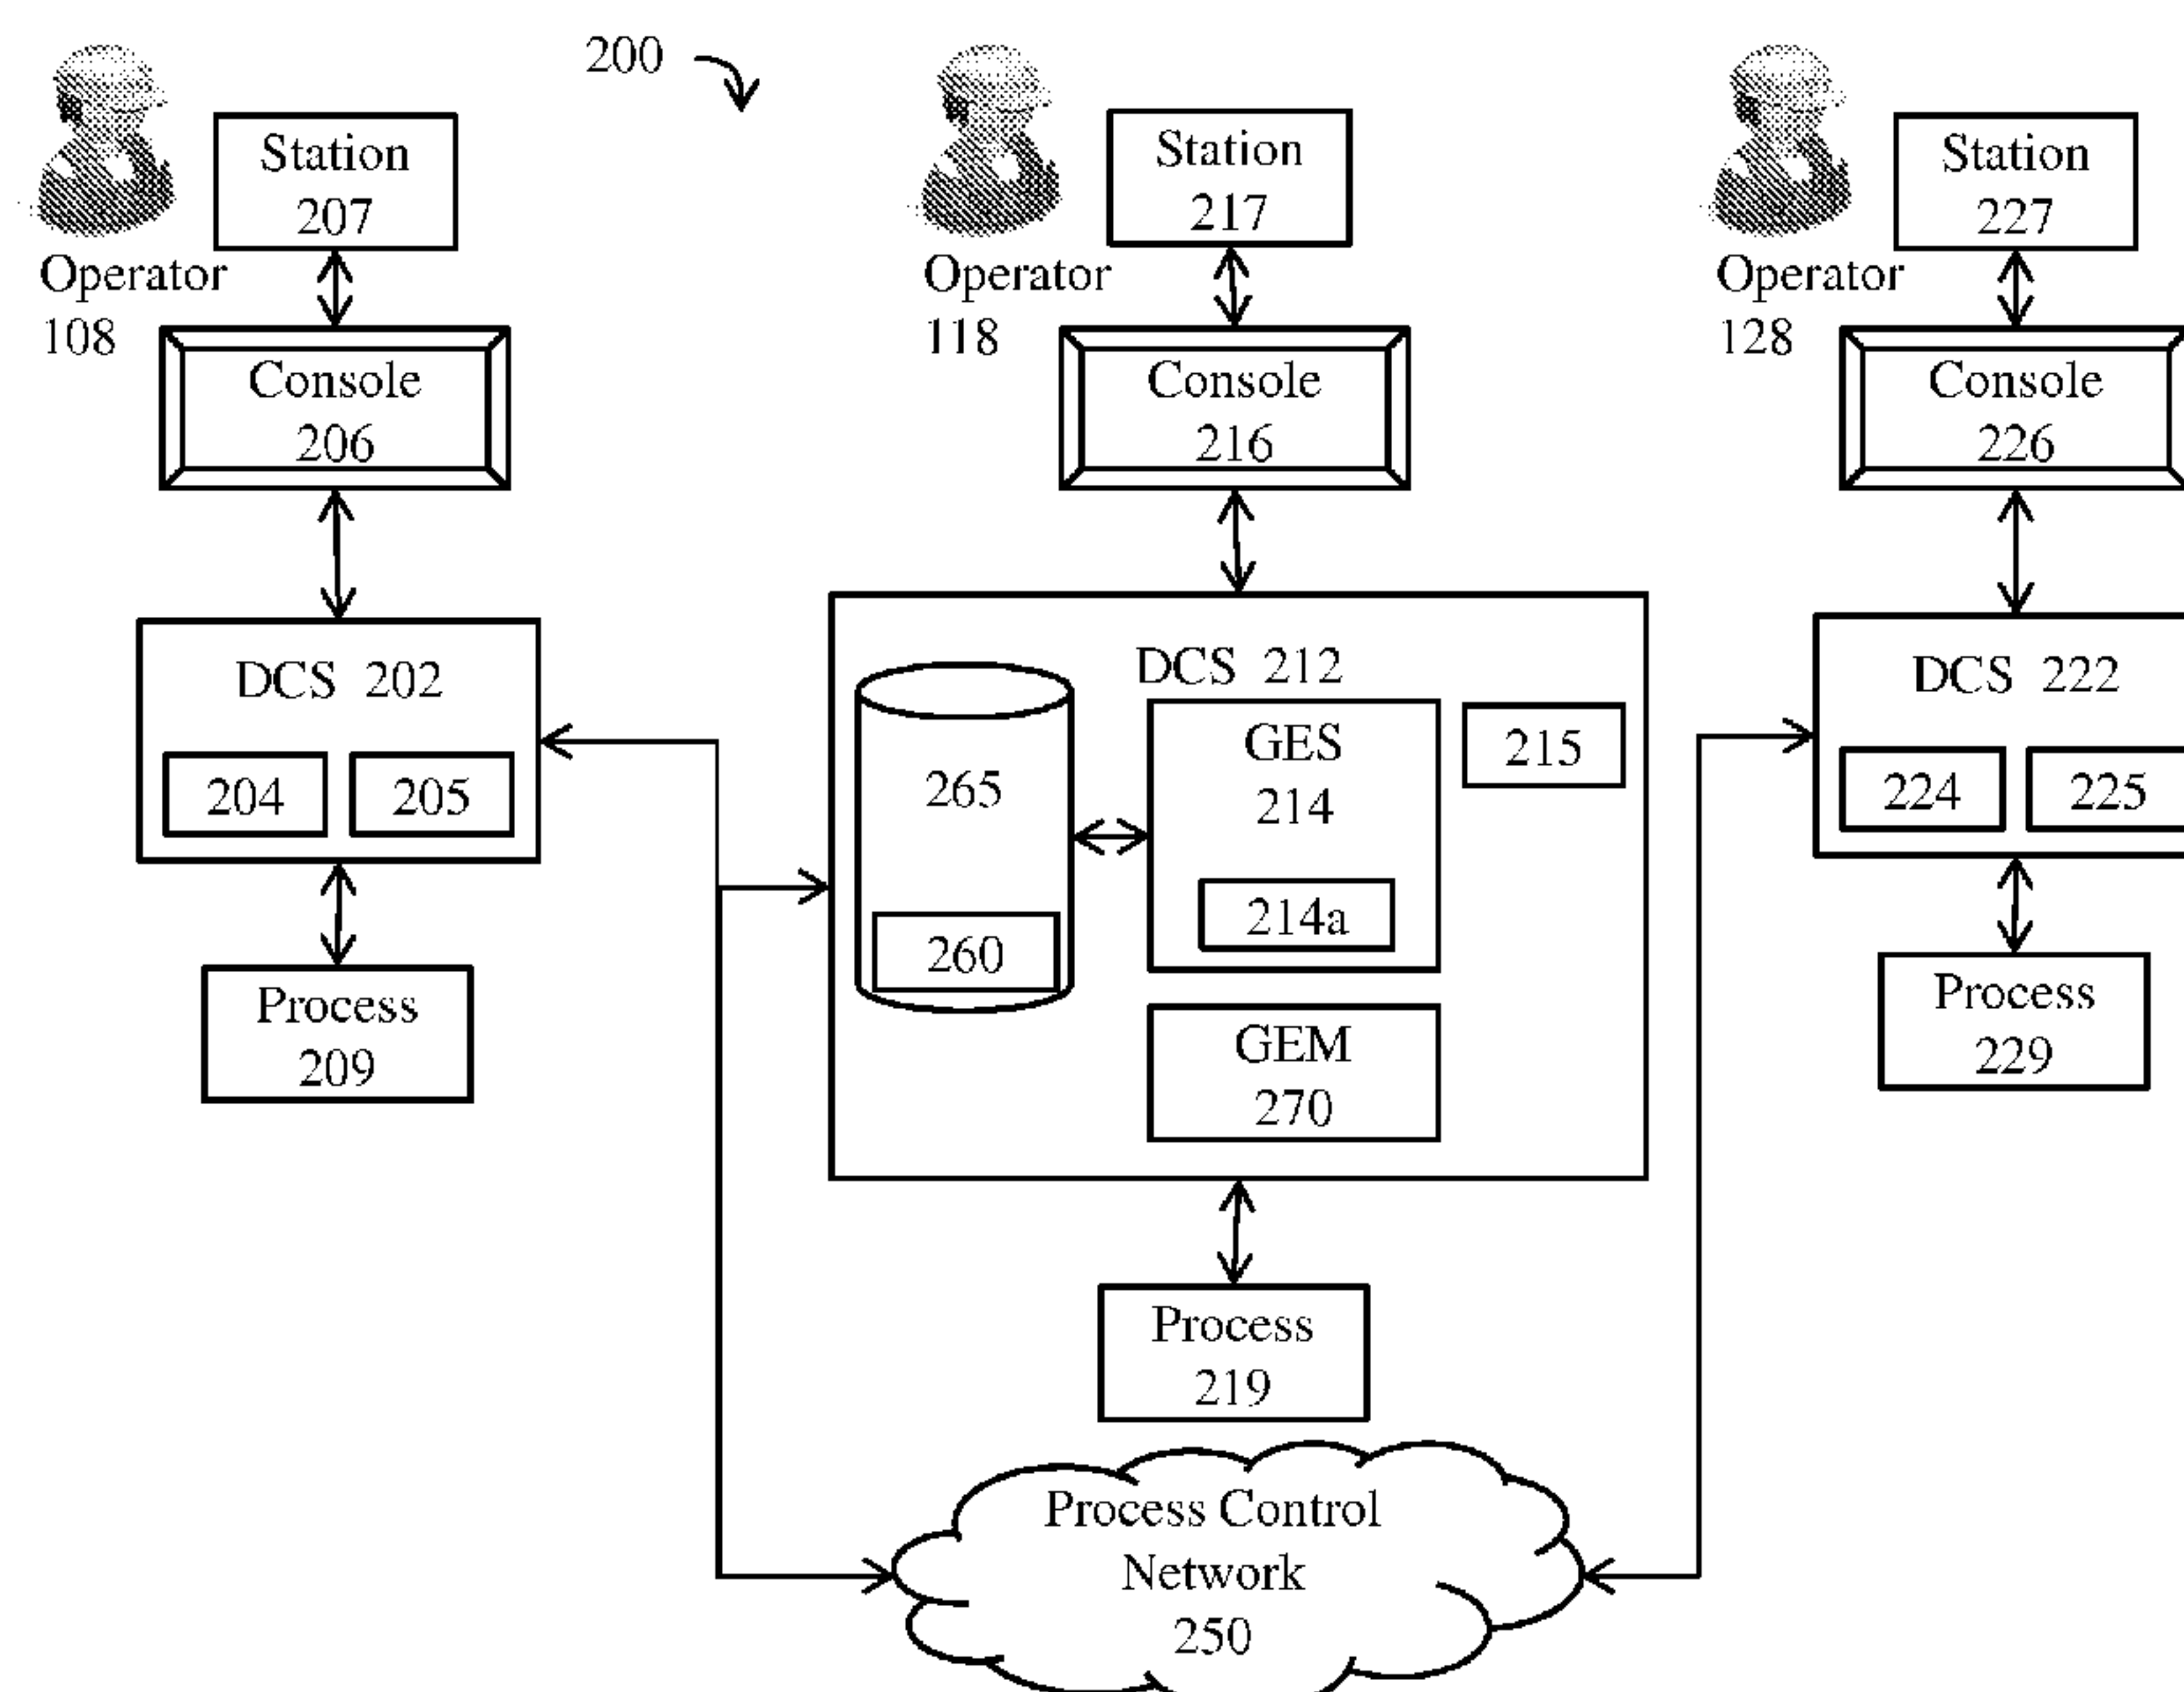 200
Station
207
Operator
108
Console
206
DCS 202
204
205
Process
209
Station
217
Operator
118
Console
216
DCS 212
265
260
GES
214
214a
215
GEM
270
Process
219
Station
227
Operator
128
Console
226
DCS 222
224
225
Process
229
Process Control
Network
250